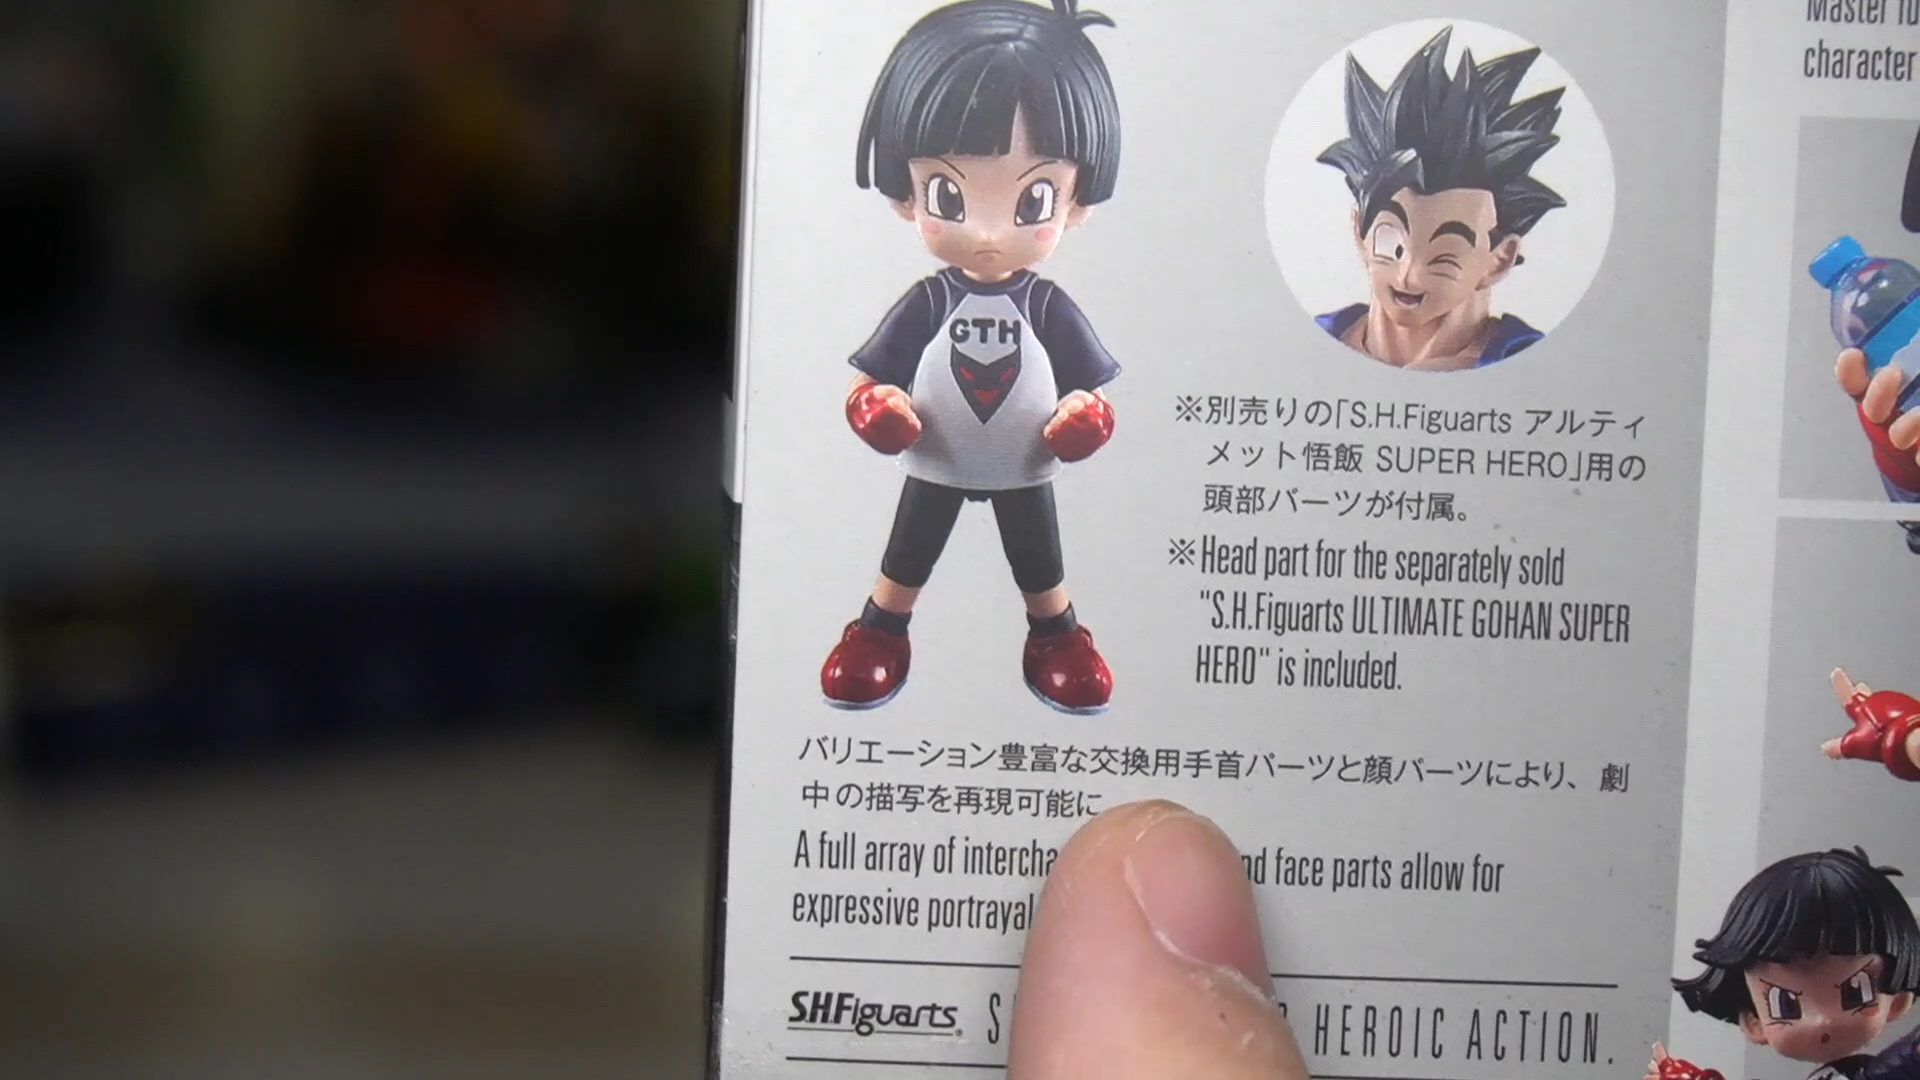 Master
character
GTH
※別売りの「S.H.Figuarts アルティ
メット悟飯 SUPER HERO」用の
頭部パーツが付属。
※Head part for the separately sold
"S.H.Figuarts ULTIMATE GOHAN SUPER
HERO" is included.
バリエーション豊富な交換用手首パーツと顔パーツにより、劇
中の描写を再現可能に
A full array of face parts allow for
expressive portrayal
S.H.Figuarts HEROIC ACTION.